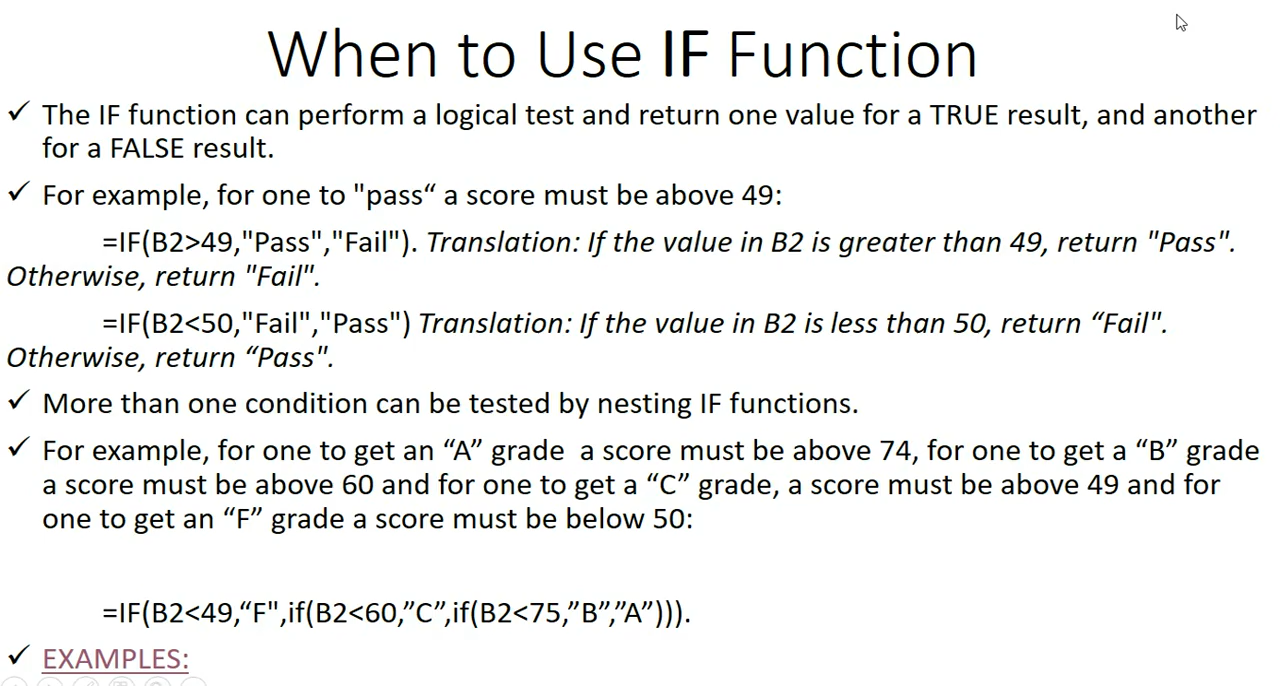 When to Use IF Function
✓ The IF function can perform a logical test and return one value for a TRUE result, and another
for a FALSE result.
✓ For example, for one to "pass“ a score must be above 49:
=IF(B2>49,"Pass","Fail"). Translation: If the value in B2 is greater than 49, return "Pass".
Otherwise, return "Fail".
=IF(B2<50,"Fail","Pass") Translation: If the value in B2 is less than 50, return “Fail".
Otherwise, return “Pass".
✓ More than one condition can be tested by nesting IF functions.
✓ For example, for one to get an “A” grade  a score must be above 74, for one to get a “B” grade
a score must be above 60 and for one to get a “C” grade, a score must be above 49 and for
one to get an “F” grade a score must be below 50:
=IF(B2<49,“F",if(B2<60,”C”,if(B2<75,”B”,”A”))).
✓ EXAMPLES: